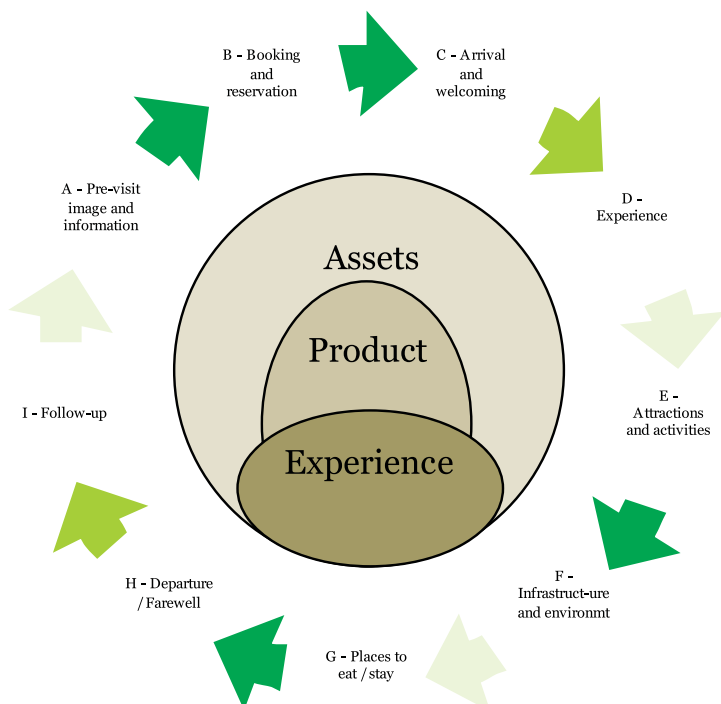 B - Booking
and
reservation
C - Arrival
and
welcoming
A - Pre-visit
image and
information
D -
Experience
Assets
Product
Experience
I - Follow-up
E -
Attractions
and activities
H - Departure
/ Farewell
F -
Infrastruct-ure
and environmt
G - Places to
eat / stay